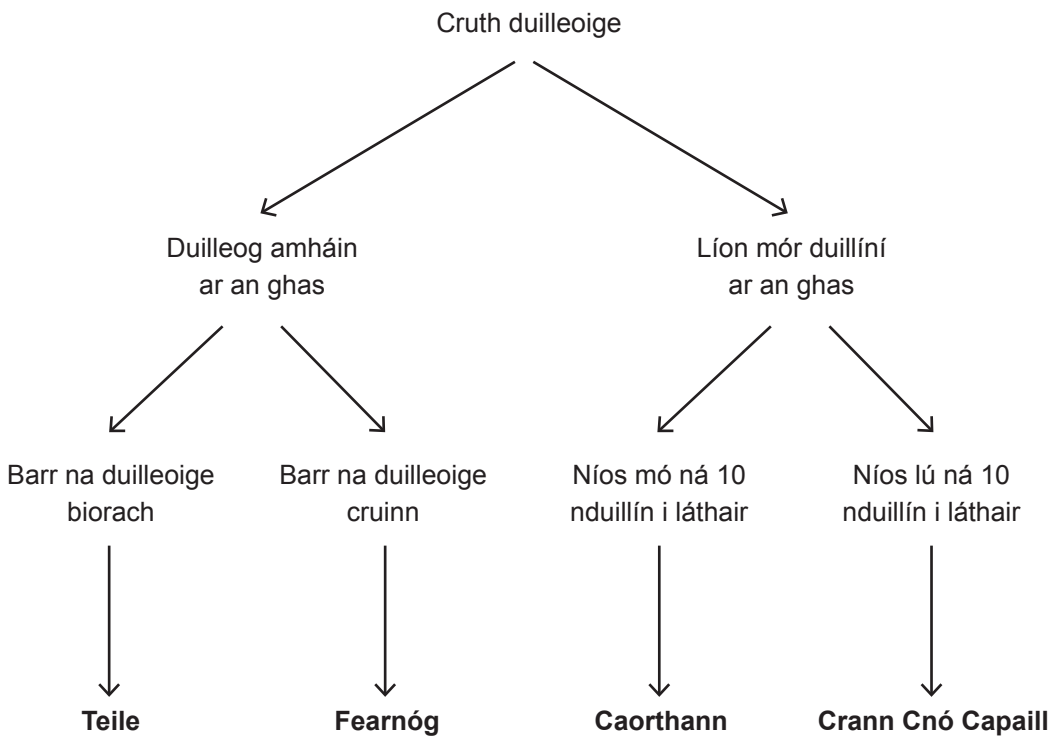 Cruth duilleoige
Duilleog amháin
ar an ghas
Líon mór duillíní
ar an ghas
Barr na duilleoige
biorach
Barr na duilleoige
cruinn
Níos mó ná 10
nduillín i láthair
Níos lú ná 10
nduillín i láthair
Teile
Fearnóg
Caorthann
Crann Cnó Capaill